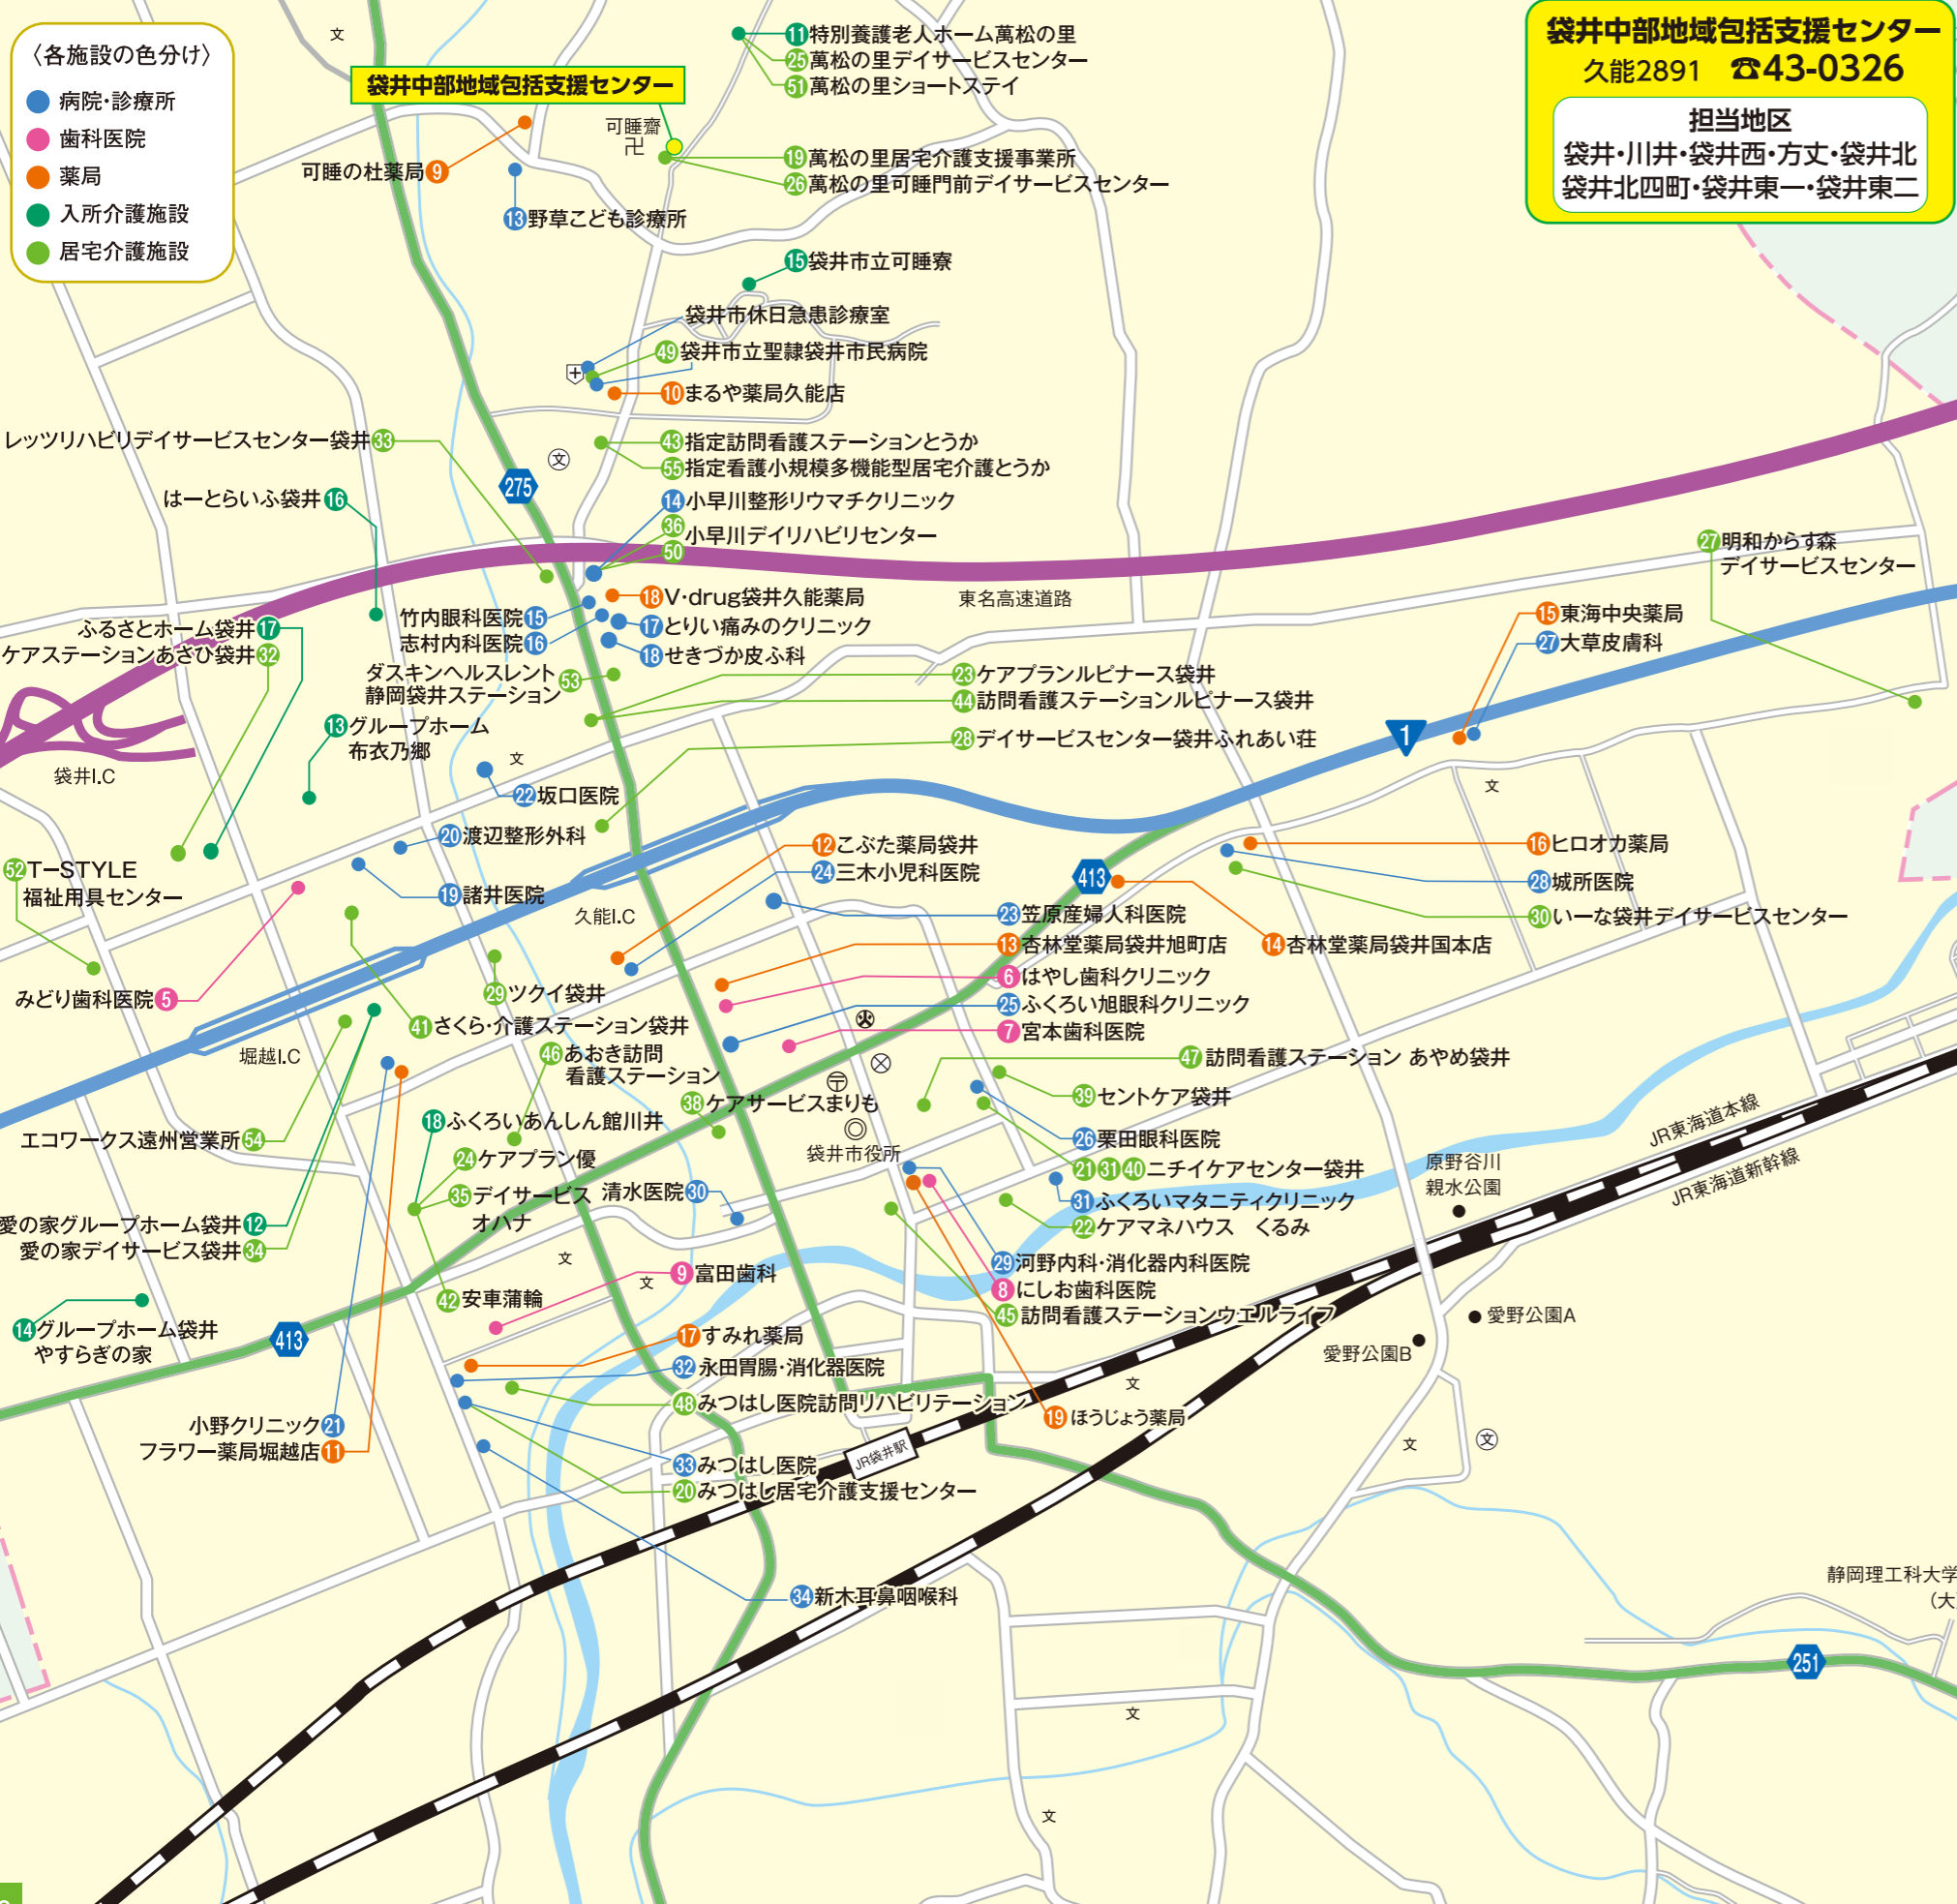 〈各施設の色分け〉
病院・診療所
歯科医院
薬局
入所介護施設
居宅介護施設
袋井中部地域包括支援センター
久能2891 ☎43-0326
担当地区
袋井・川井・袋井西・方丈・袋井北
袋井北四町・袋井東一・袋井東二
文
袋井中部地域包括支援センター
11特別養護老人ホーム萬松の里
25萬松の里デイサービスセンター
51萬松の里ショートステイ
可睡齋
卍
可睡の杜薬局9
19萬松の里居宅介護支援事業所
26萬松の里可睡門前デイサービスセンター
13野草こども診療所
15袋井市立可睡寮
袋井市休日急患診療室
49袋井市立聖隷袋井市民病院
10まるや薬局久能店
レッツリハビリデイサービスセンター袋井33
43指定訪問看護ステーションとうか
55指定看護小規模多機能型居宅介護とうか
文
275
はーとらいふ袋井16
14小早川整形リウマチクリニック
36
小早川デイリハビリセンター
50
27明和からす森
デイサービスセンター
18V・drug袋井久能薬局
東名高速道路
竹内眼科医院15
17とりい痛みのクリニック
志村内科医院16
18せきづか皮ふ科
15東海中央薬局
27大草皮膚科
ふるさとホーム袋井17
ケアステーションあさひ袋井32
ダスキンヘルスレント
静岡袋井ステーション53
23ケアプランルピナース袋井
44訪問看護ステーションルピナース袋井
13グループホーム
布衣乃郷
28デイサービスセンター袋井ふれあい荘
1
袋井I.C
文
文
22坂口医院
20渡辺整形外科
12こぶた薬局袋井
24三木小児科医院
16ヒロオカ薬局
52T-STYLE
福祉用具センター
19諸井医院
413
28城所医院
久能I.C
23笠原産婦人科医院
30いーな袋井デイサービスセンター
13杏林堂薬局袋井旭町店
14杏林堂薬局袋井国本店
みどり歯科医院5
29ツクイ袋井
6はやし歯科クリニック
25ふくろい旭眼科クリニック
41さくら・介護ステーション袋井
7宮本歯科医院
堀越I.C
46あおき訪問
看護ステーション
47訪問看護ステーション あやめ袋井
〒
38ケアサービスまりも
39セントケア袋井
18ふくろいあんしん館川井
エコワークス遠州営業所54
袋井市役所
26栗田眼科医院
JR東海道本線
24ケアプラン優
213140ニチイケアセンター袋井
原野谷川
親水公園
JR東海道新幹線
35デイサービス
オハナ
清水医院30
31ふくろいマタニティクリニック
愛の家グループホーム袋井12
22ケアマネハウス くるみ
愛の家デイサービス袋井34
文
文
29河野内科・消化器内科医院
9富田歯科
8にしお歯科医院
42安車蒲輪
45訪問看護ステーションウエルライフ
愛野公園A
14グループホーム袋井
やすらぎの家
413
17すみれ薬局
愛野公園B
32永田胃腸・消化器医院
文
48みつはし医院訪問リハビリテーション
19ほうじょう薬局
小野クリニック21
フラワー薬局堀越店11
JR袋井駅
文
文
33みつはし医院
20みつはし居宅介護支援センター
34新木耳鼻咽喉科
静岡理工科大学
(大
251
文
文